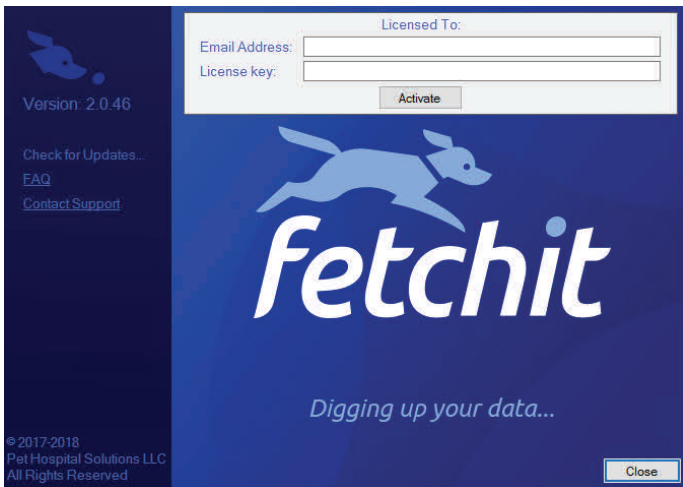 Licensed To:
Email Address:
License key:
Activate
Version: 2.0.46
Check for Updates...
FAQ
Contact Support
fetchit
Digging up your data...
© 2017-2018
Pet Hospital Solutions LLC
All Rights Reserved
Close